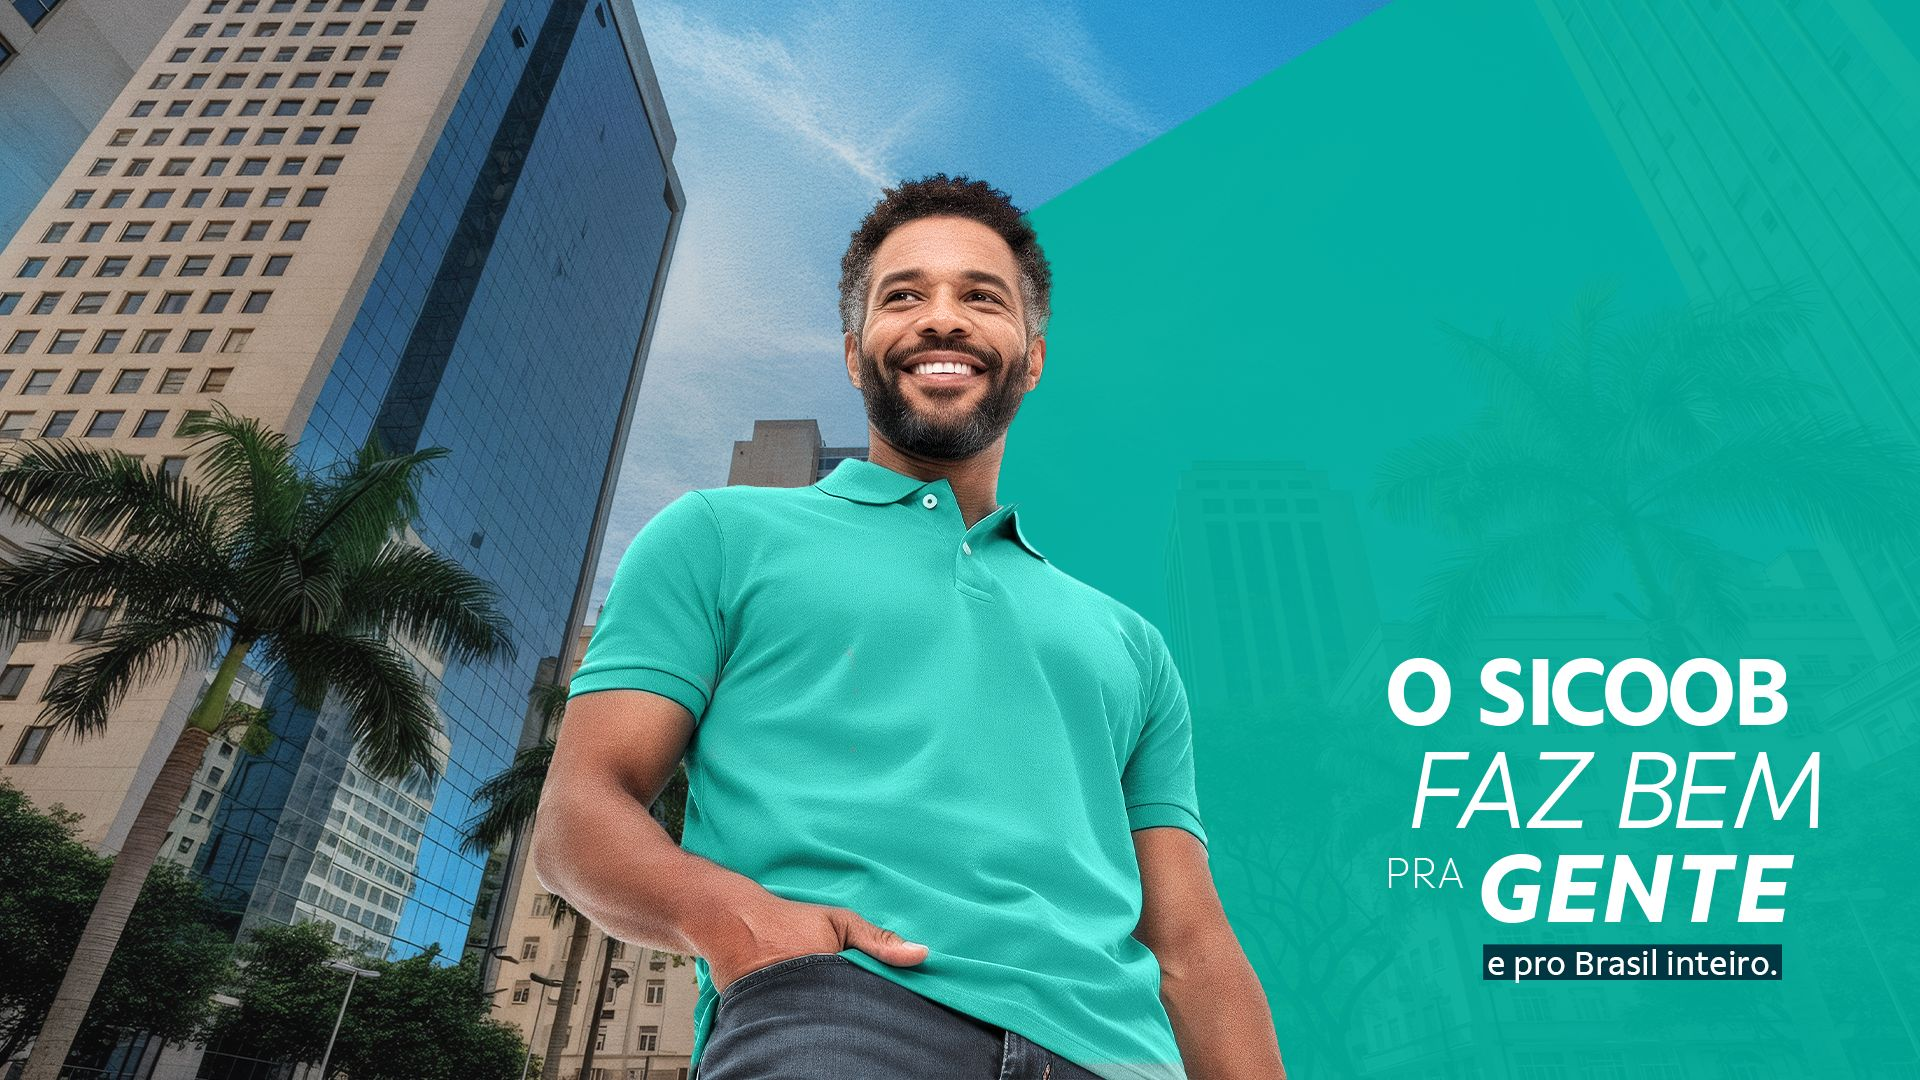 O SICOOB
FAZ BEM
PRA GENTE
e pro Brasil inteiro.